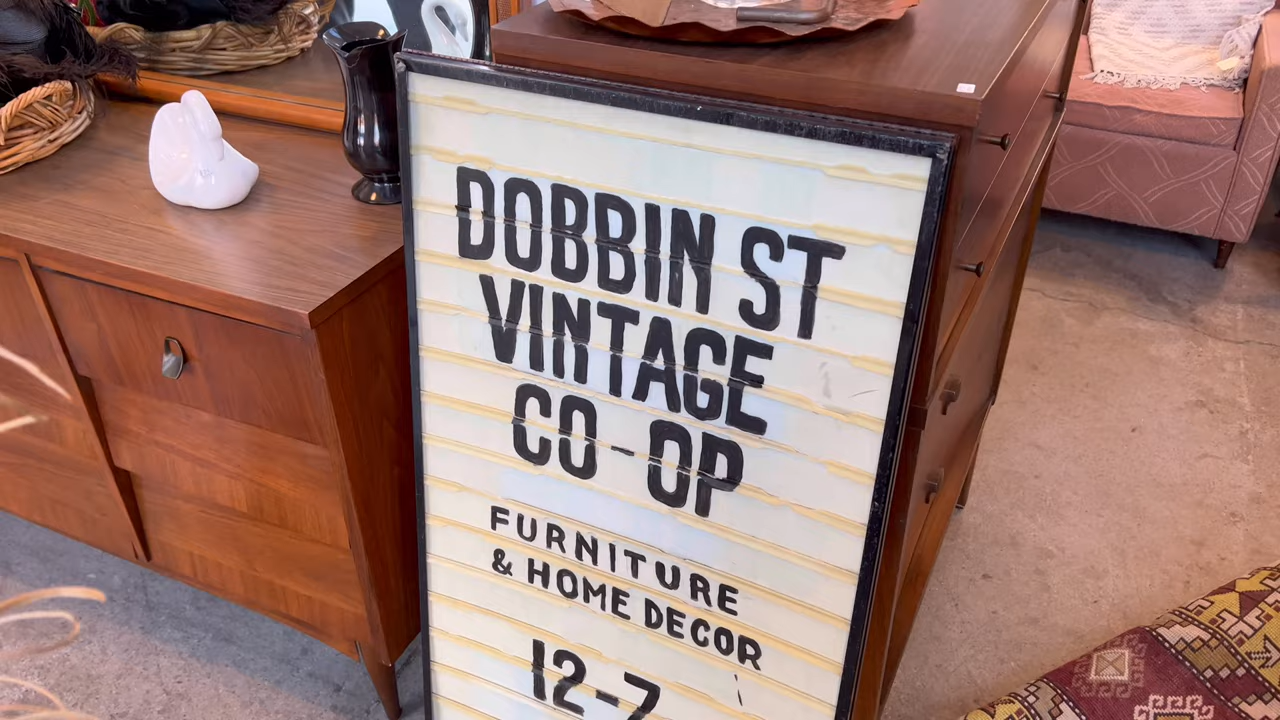 DOBBIN ST
VINTAGE
CO-OP
FURNITURE
& HOME DECOR
12-7